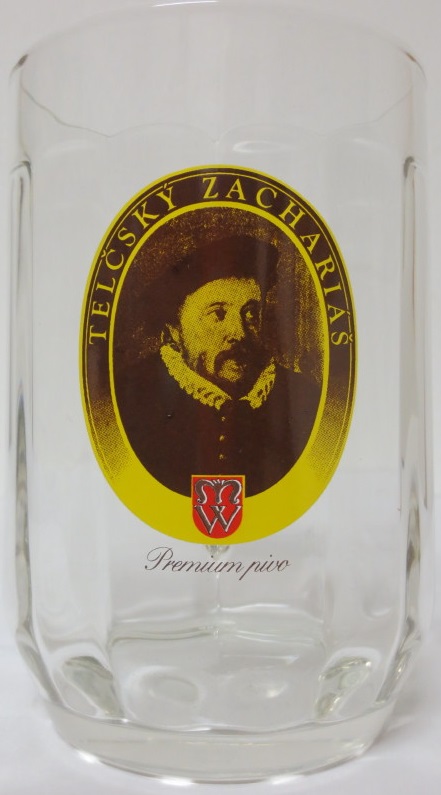 TELČSKÝ ZACHARIÁŠ
W
Premium pivo